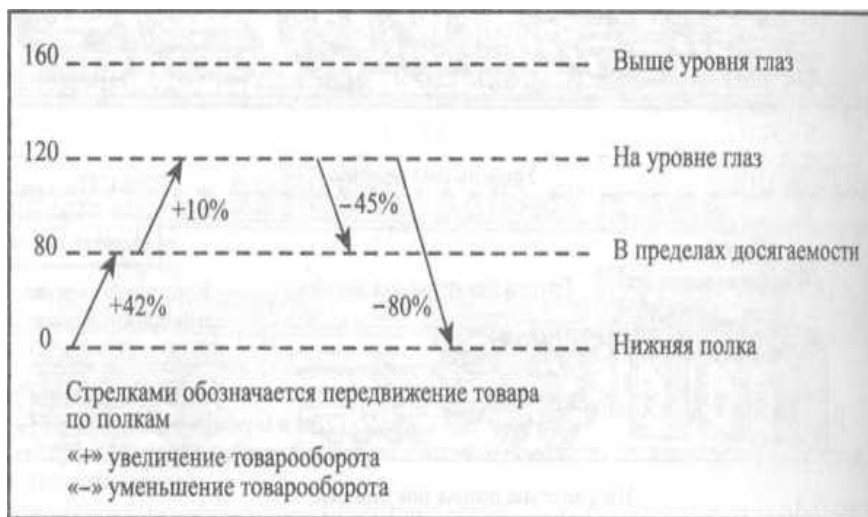 160 Выше уровня глаз
120 На уровне глаз
+10% –45%
80 В пределах досягаемости
+42% –80%
0 Нижняя полка
Стрелками обозначается передвижение товара
по полкам
«+» увеличение товарооборота
«–» уменьшение товарооборота